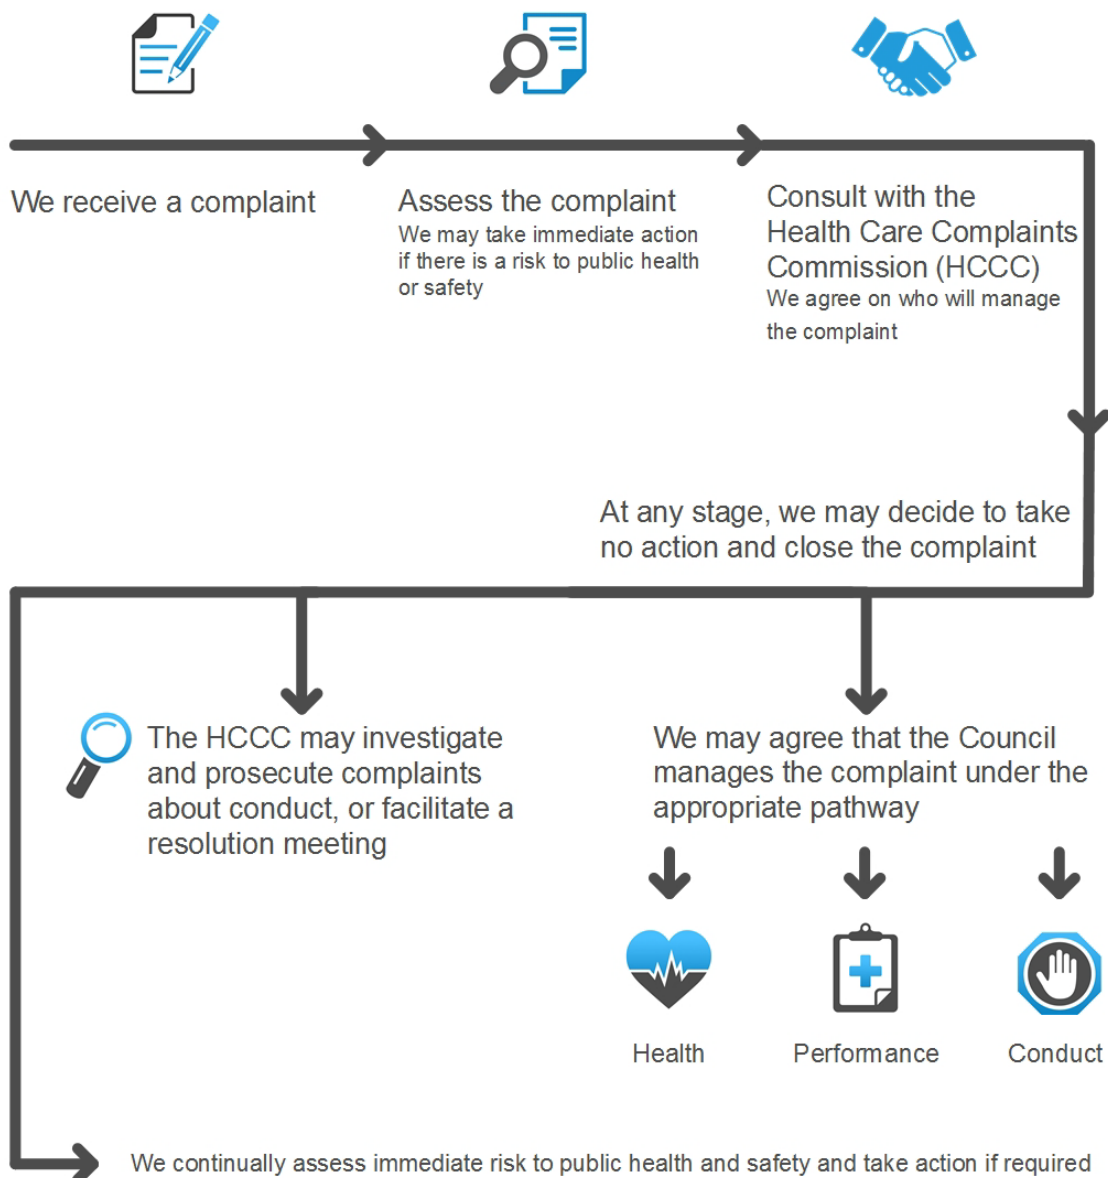 We receive a complaint
Assess the complaint
We may take immediate action
if there is a risk to public health
or safety
Consult with the
Health Care Complaints
Commission (HCCC)
We agree on who will manage
the complaint
At any stage, we may decide to take
no action and close the complaint
The HCCC may investigate
and prosecute complaints
about conduct, or facilitate a
resolution meeting
We may agree that the Council
manages the complaint under the
appropriate pathway
Health
Performance
Conduct
We continually assess immediate risk to public health and safety and take action if required